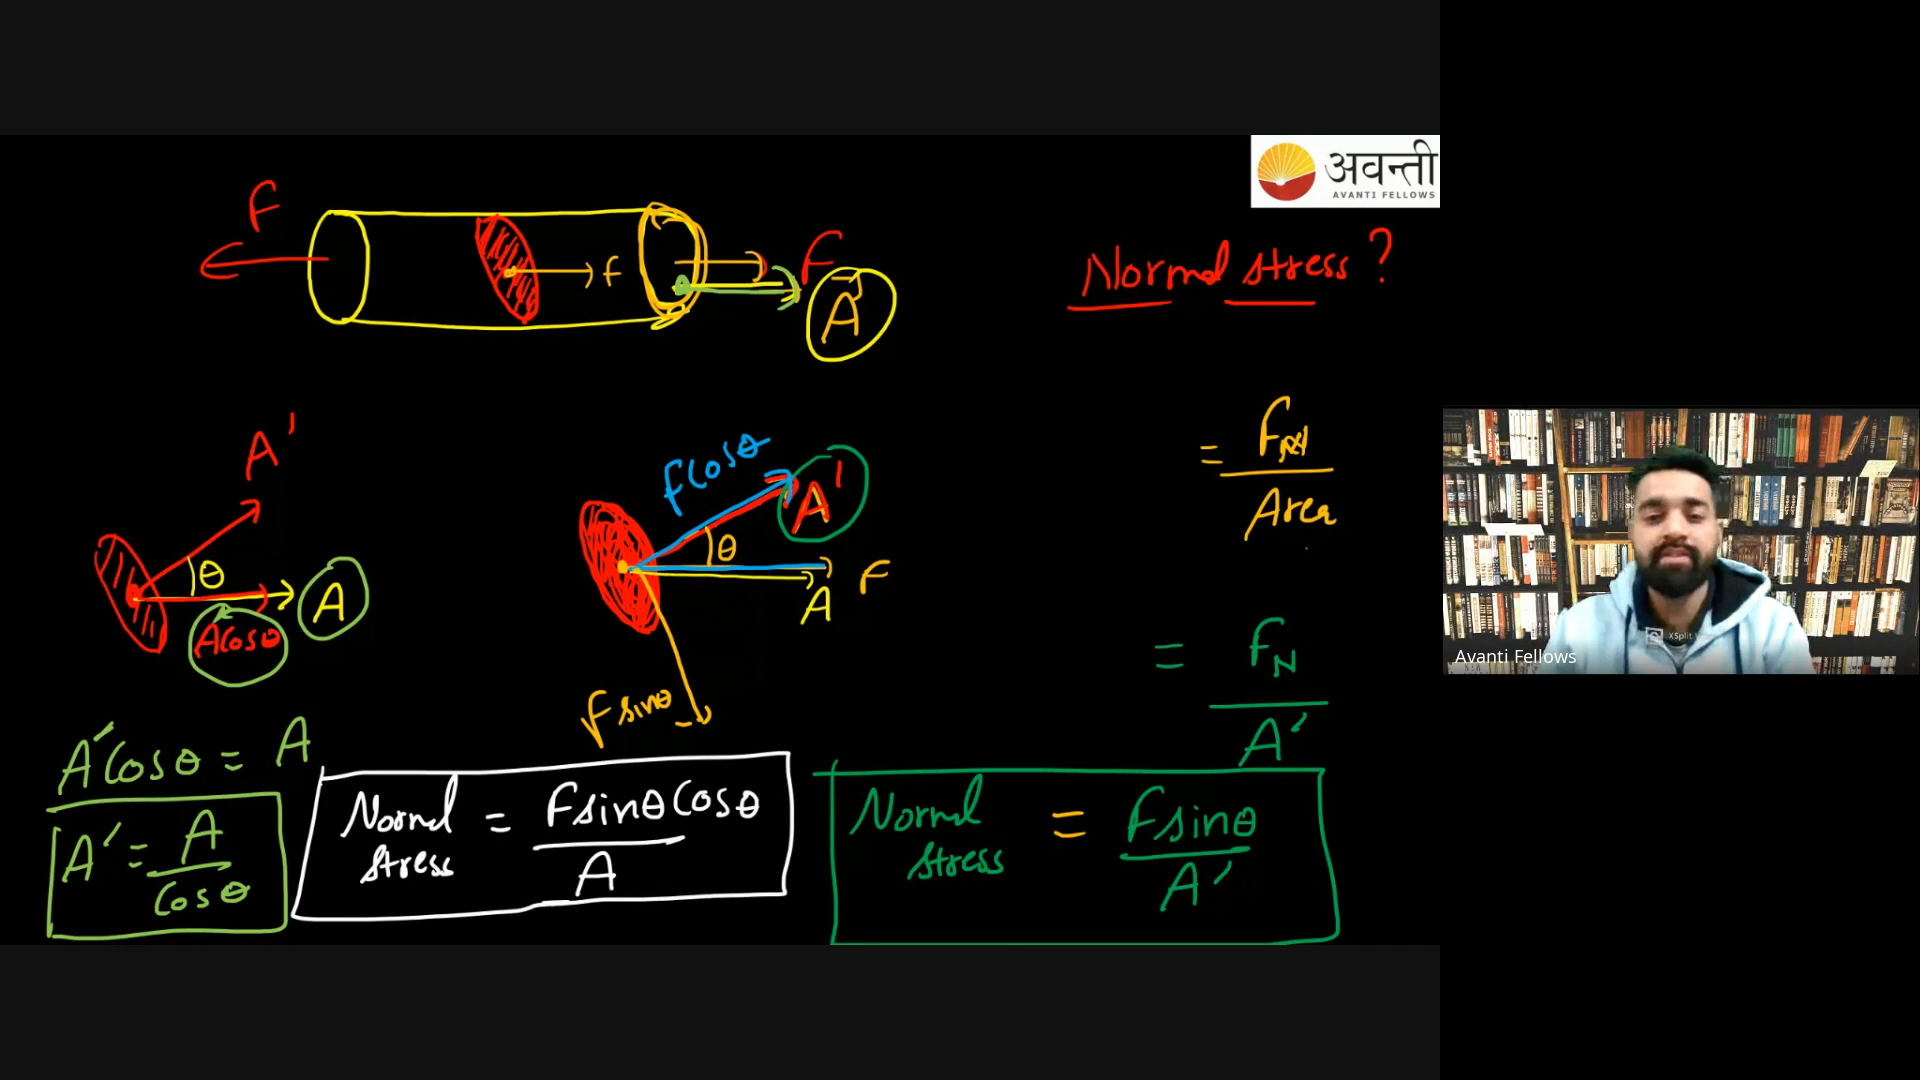 अवन्ती
AVANTI FELLOWS
F
F
f
A
Normal stress ?
A'
θ
A
Acosθ
fcosθ
A'
θ
F
A
Fsinθ
=
Area
= FN
A'
A'cosθ = A
A' = A
cosθ
Normal stress = Fsinθcosθ
A
Normal stress = Fsinθ
A'
Avanti Fellows
XSplit